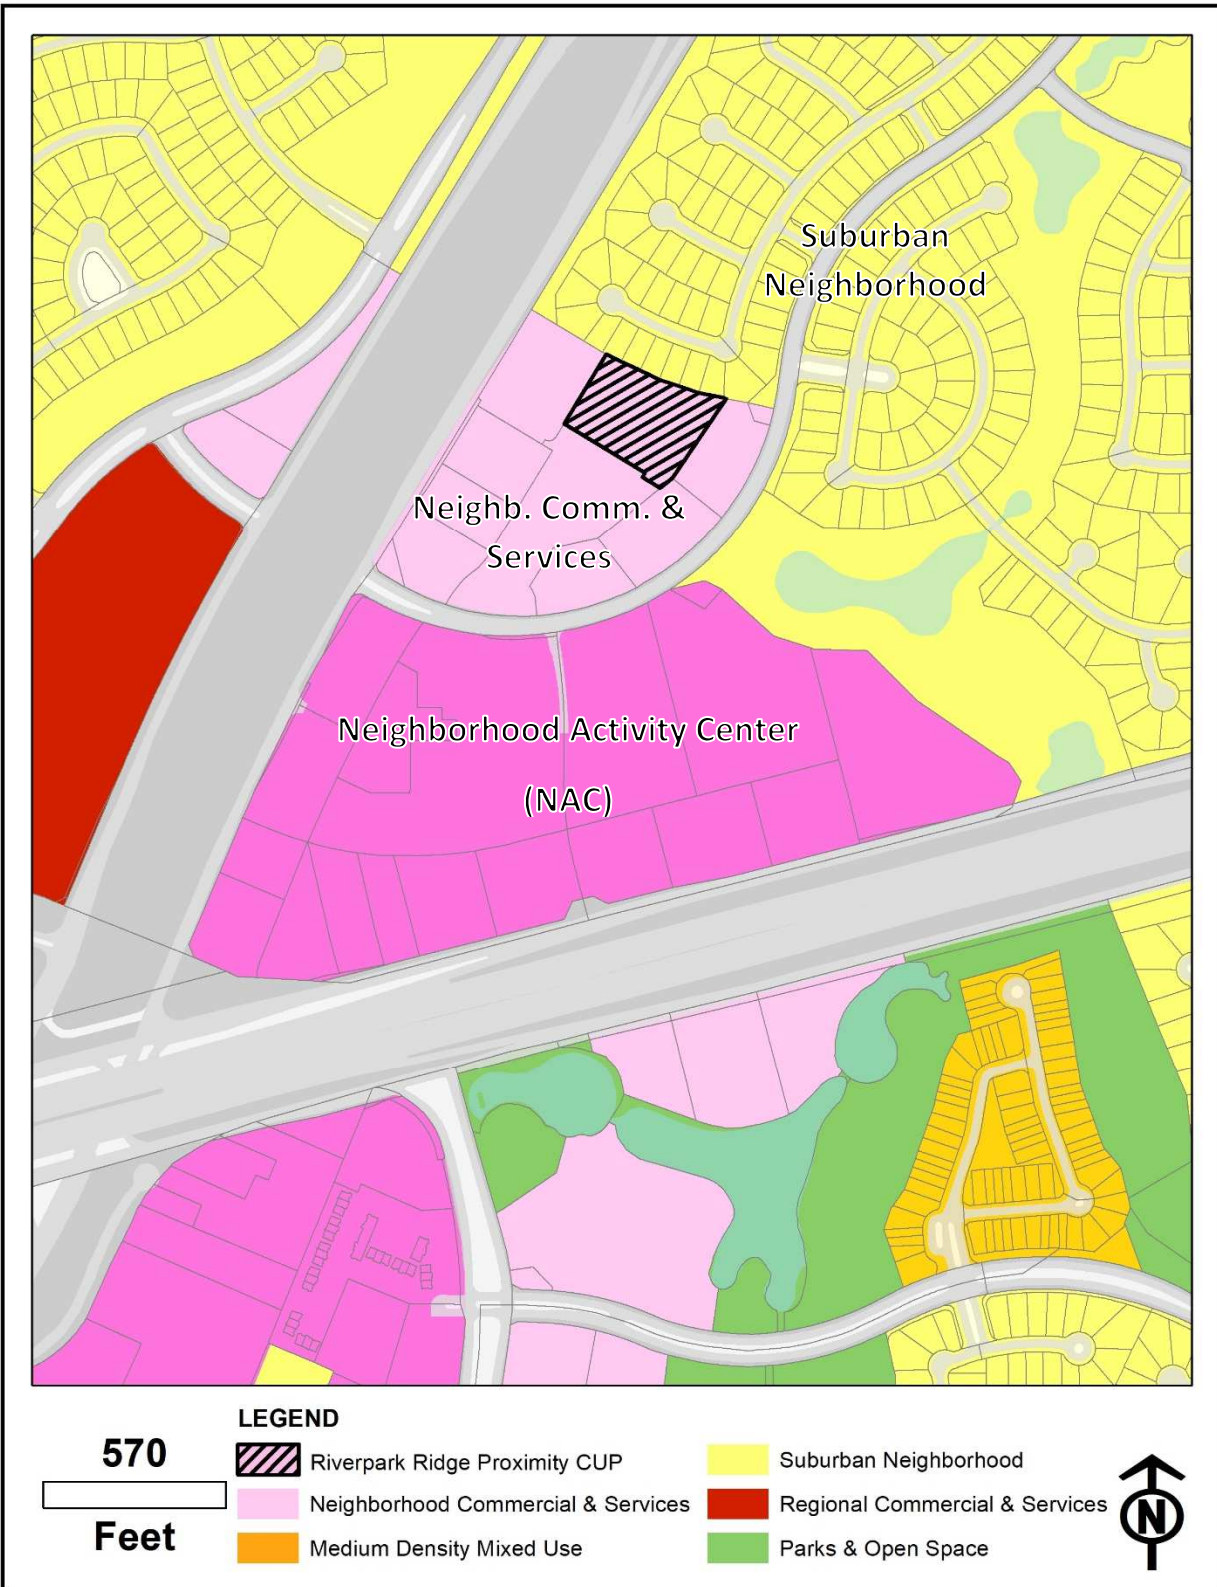 Suburban
Neighborhood
Neighb. Comm. &
Services
Neighborhood Activity Center
(NAC)
LEGEND
570
Feet
Riverpark Ridge Proximity CUP
Neighborhood Commercial & Services
Medium Density Mixed Use
Suburban Neighborhood
Regional Commercial & Services
Parks & Open Space
N